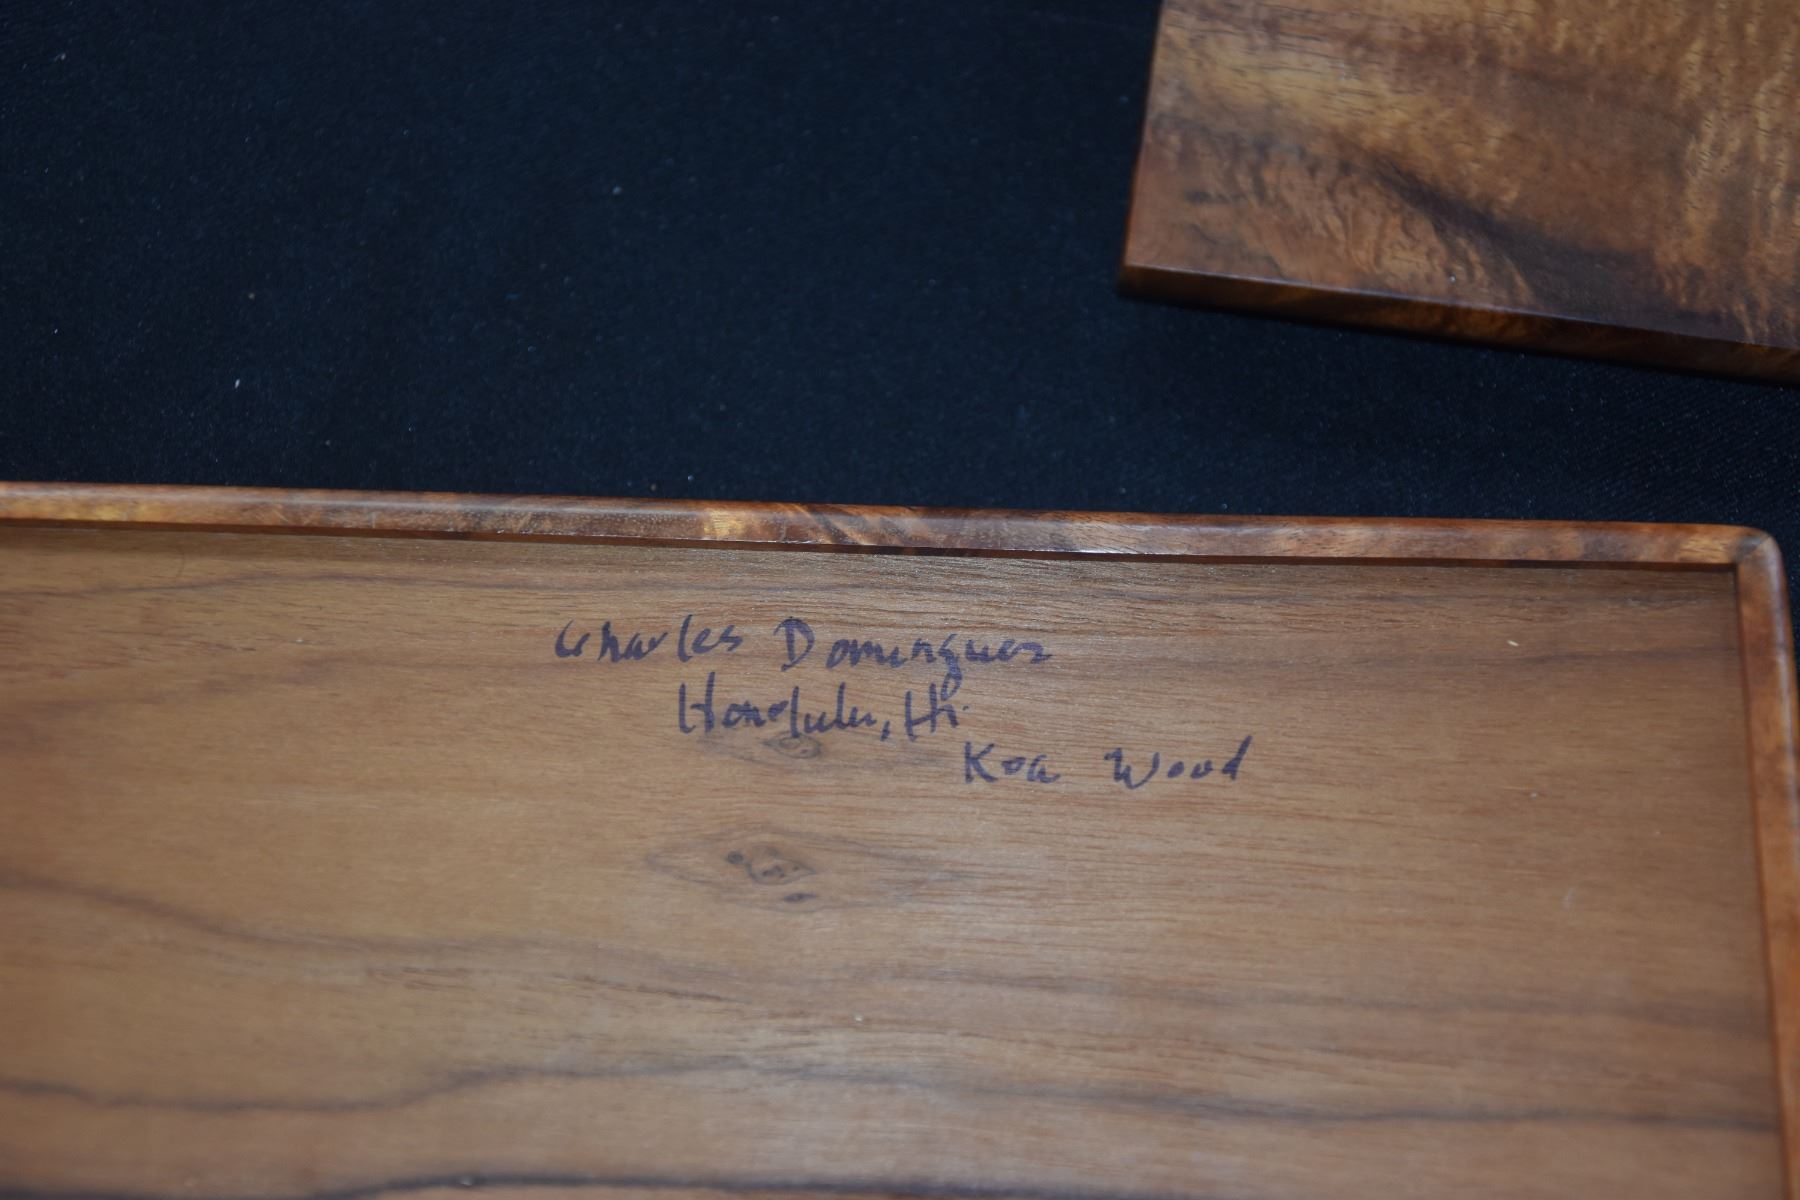 Charles Dominguez
Honolulu, Hi.
Koa Wood